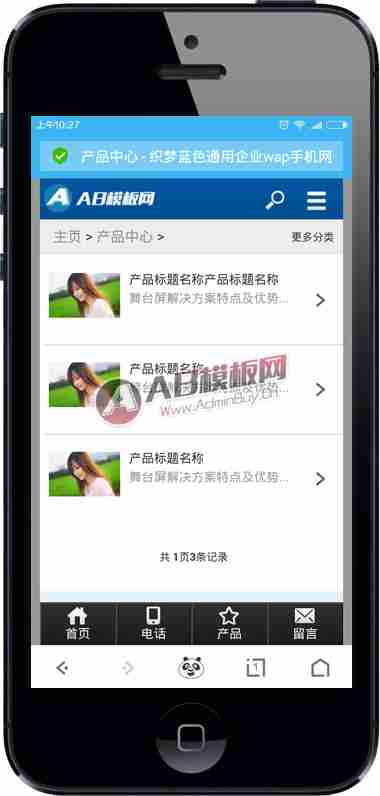 上午10:27
产品中心 - 织梦蓝色通用企业wap手机网
A AB模板网
主页 > 产品中心 >
更多分类
产品标题名称产品标题名称
舞台屏解决方案特点及优势...
产品标题名称
舞台屏解决方案特点及优势...
A AB模板网
Www.AdminBuy.Cn
产品标题名称
舞台屏解决方案特点及优势...
共 1页3条记录
首页 电话 产品 留言
1